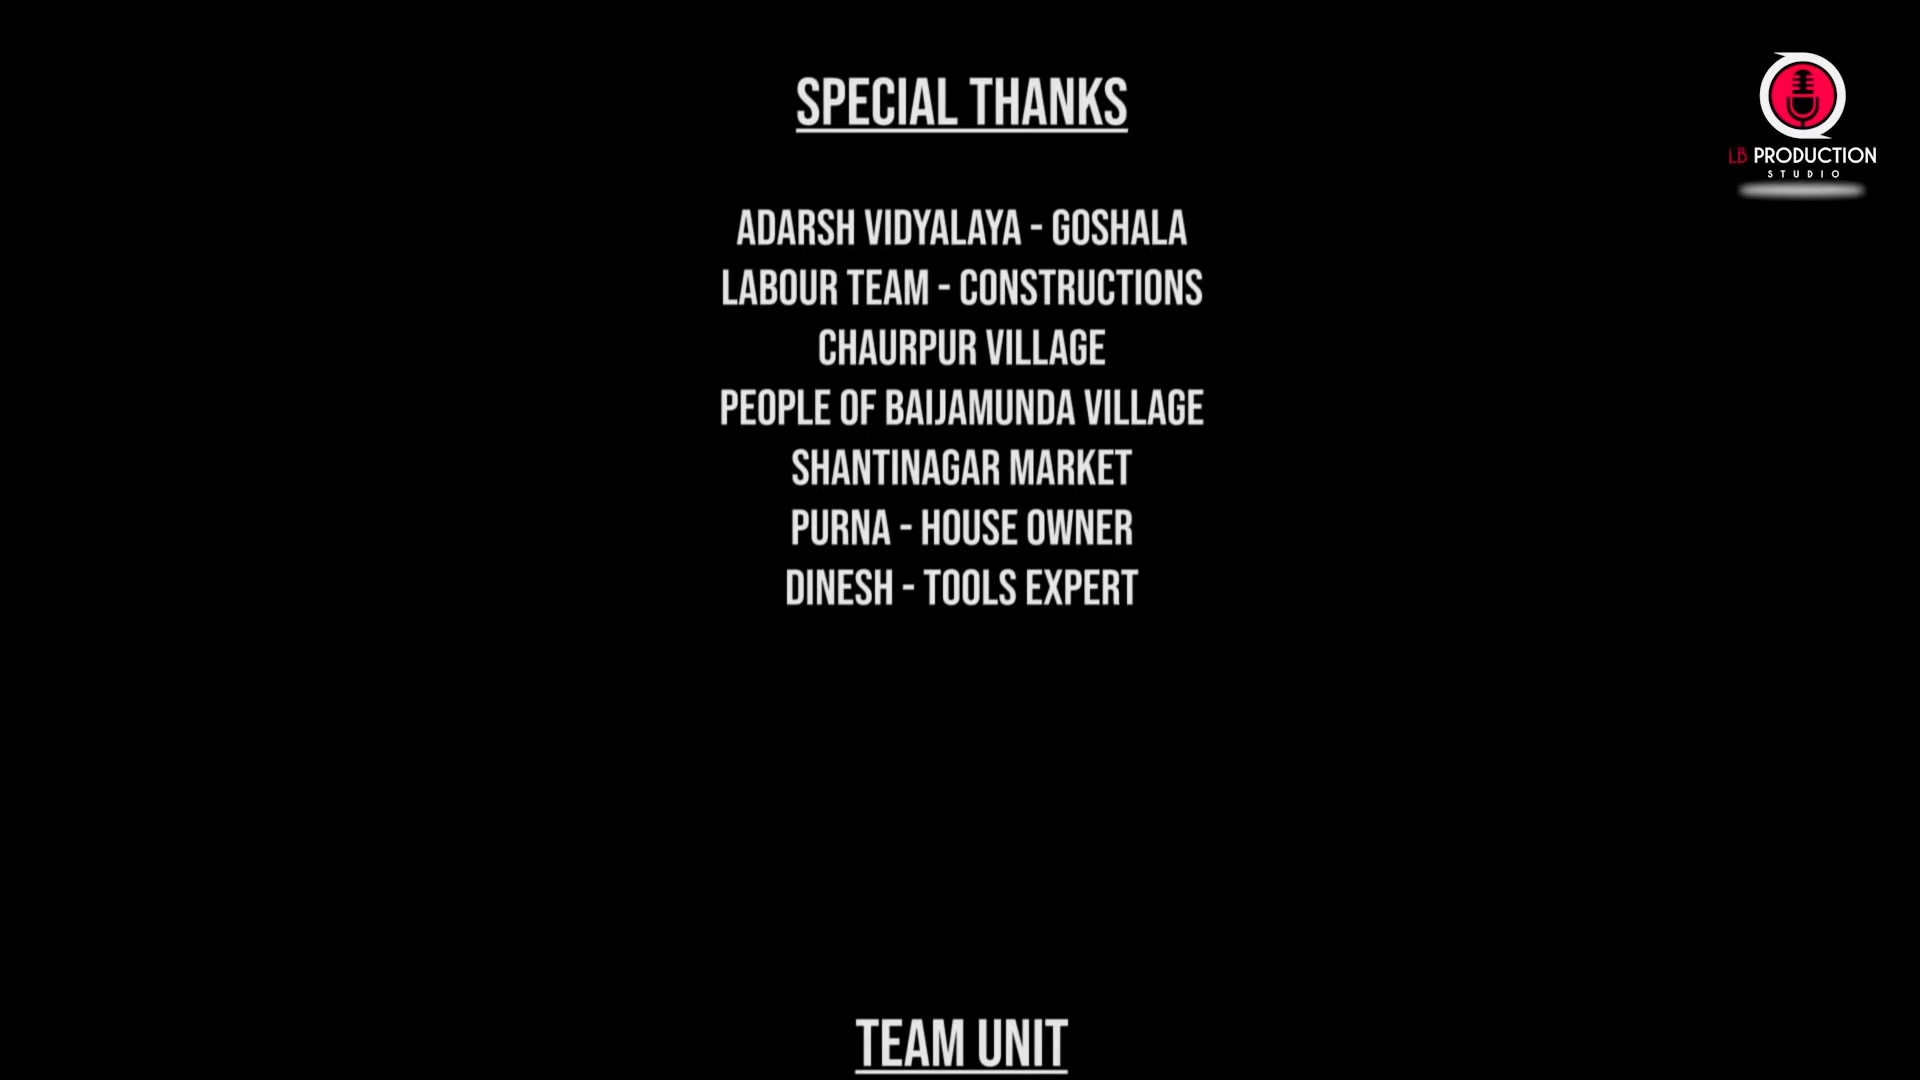 SPECIAL THANKS
LB PRODUCTION
STUDIO
ADARSH VIDYALAYA - GOSHALA
LABOUR TEAM - CONSTRUCTIONS
CHAURPUR VILLAGE
PEOPLE OF BAIJAMUNDA VILLAGE
SHANTINAGAR MARKET
PURNA - HOUSE OWNER
DINESH - TOOLS EXPERT
TEAM UNIT